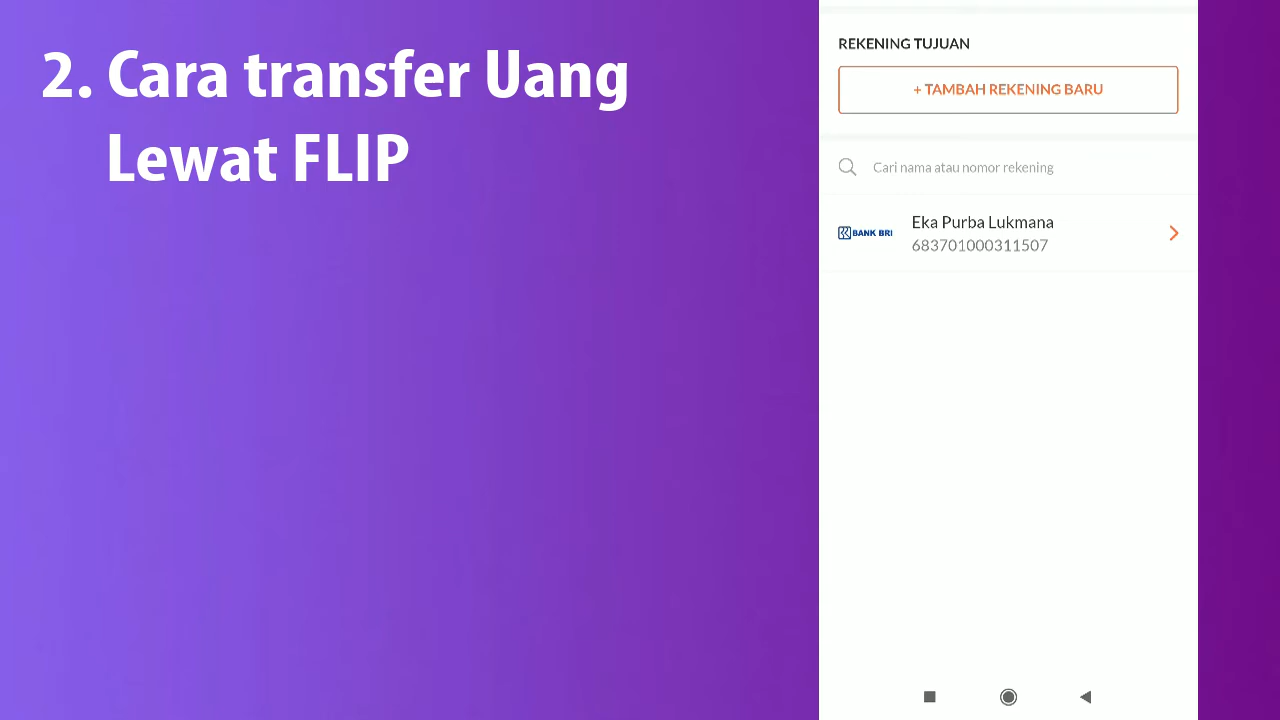 2. Cara transfer Uang
Lewat FLIP
REKENING TUJUAN
+ TAMBAH REKENING BARU
Cari nama atau nomor rekening
BANK BRI
Eka Purba Lukmana
683701000311507